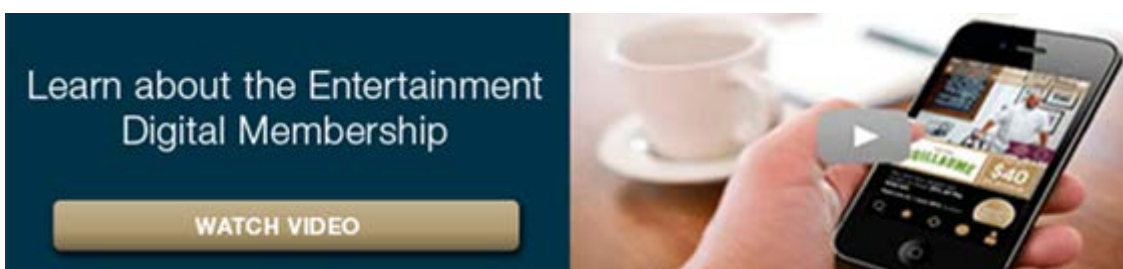 Learn about the Entertainment
Digital Membership
WATCH VIDEO
GUILLAUME
$40